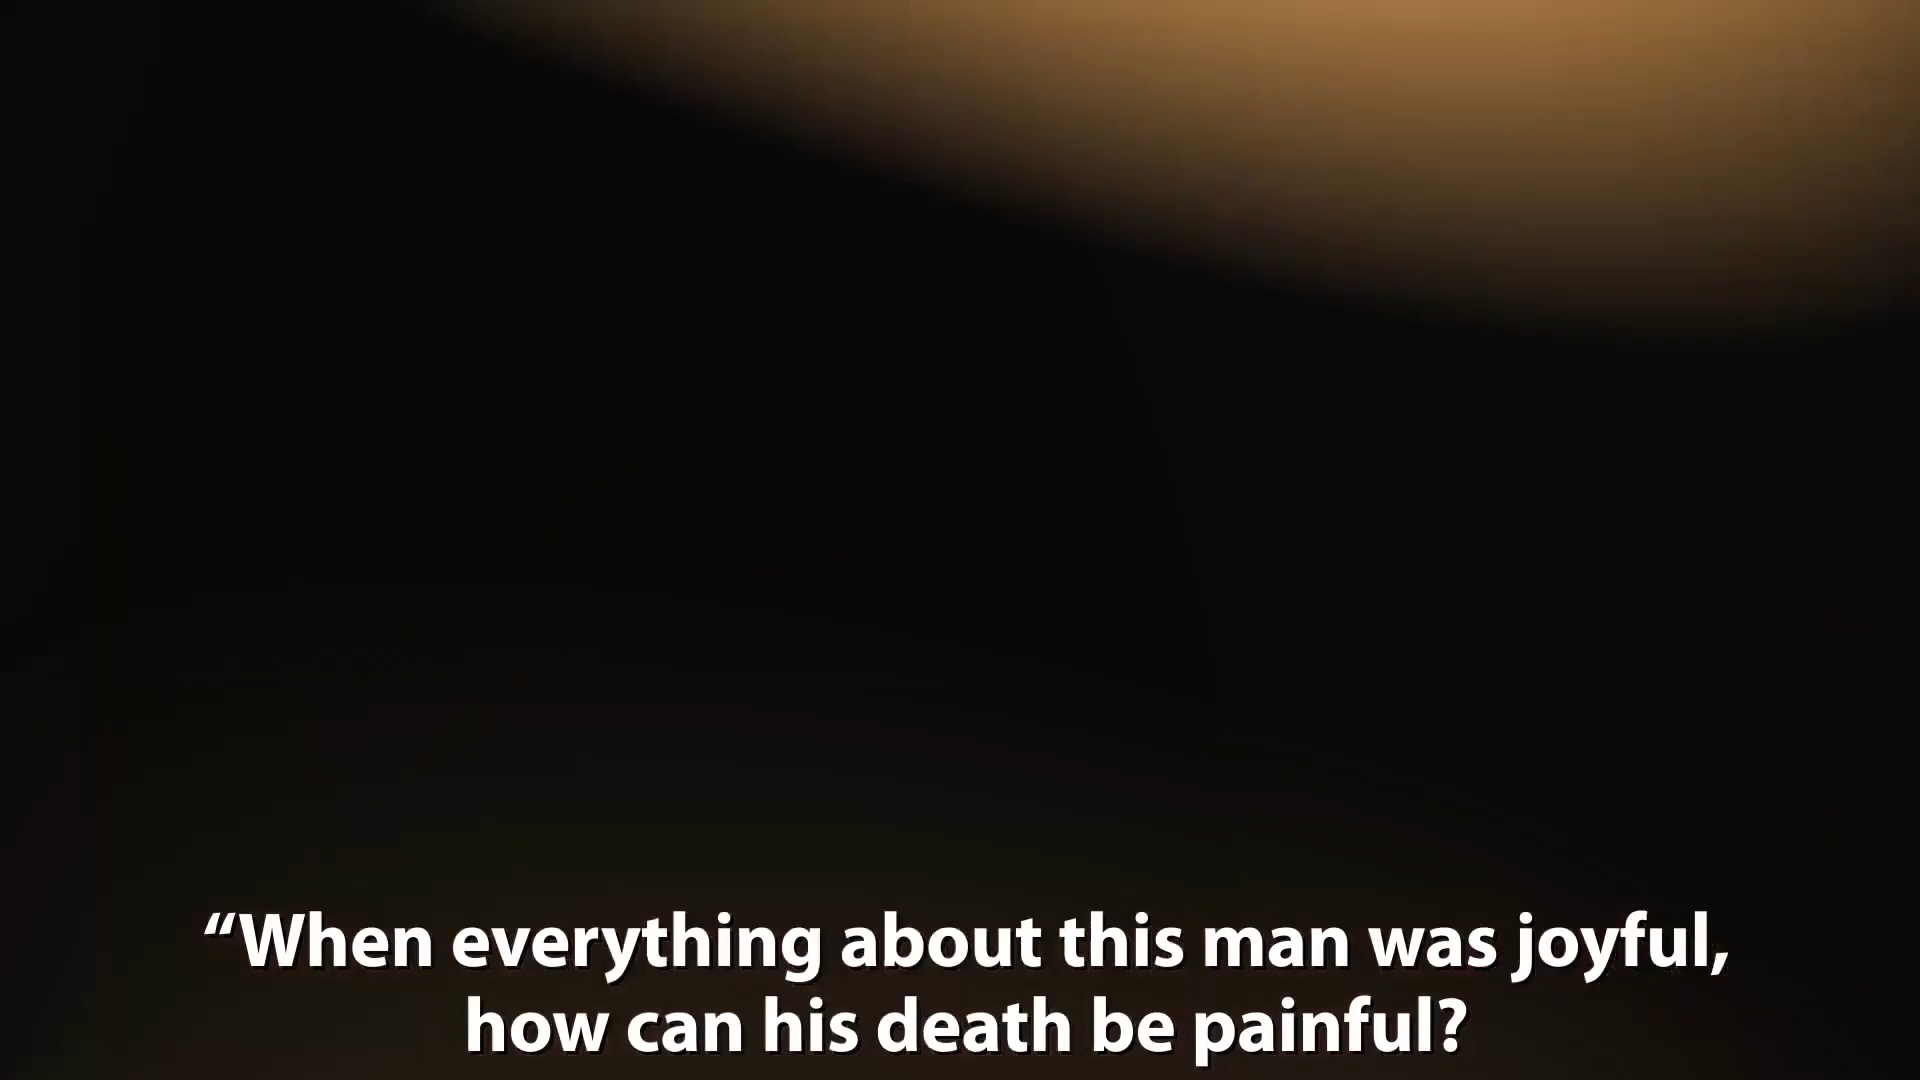 “When everything about this man was joyful,
how can his death be painful?